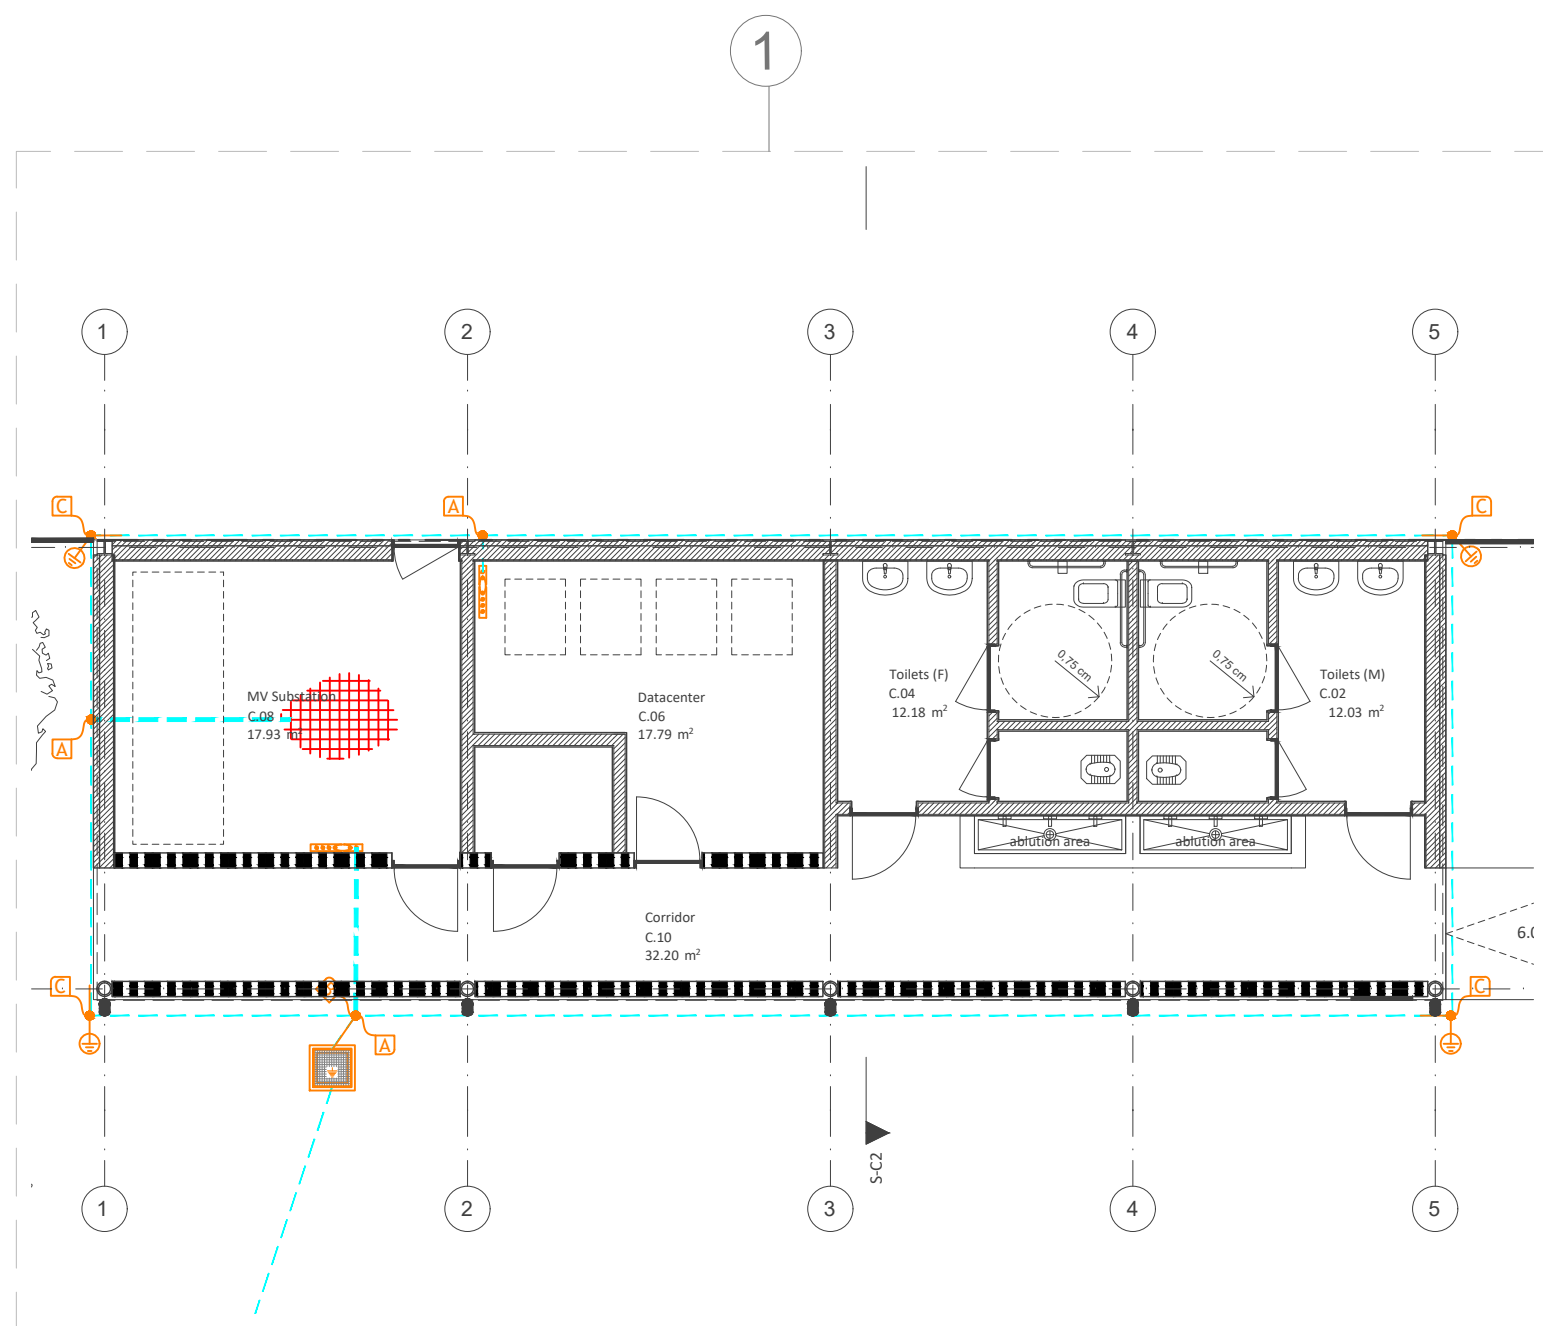 1
1
2
3
4
5
C
A
C
MV Substation
C.08
17.93 m²
Datacenter
C.06
17.79 m²
Toilets (F)
C.04
12.18 m²
0,75 cm
0,75 cm
Toilets (M)
C.02
12.03 m²
A
ablution area
ablution area
Corridor
C.10
32.20 m²
6.0
C
C
A
S-C2
1
2
3
4
5